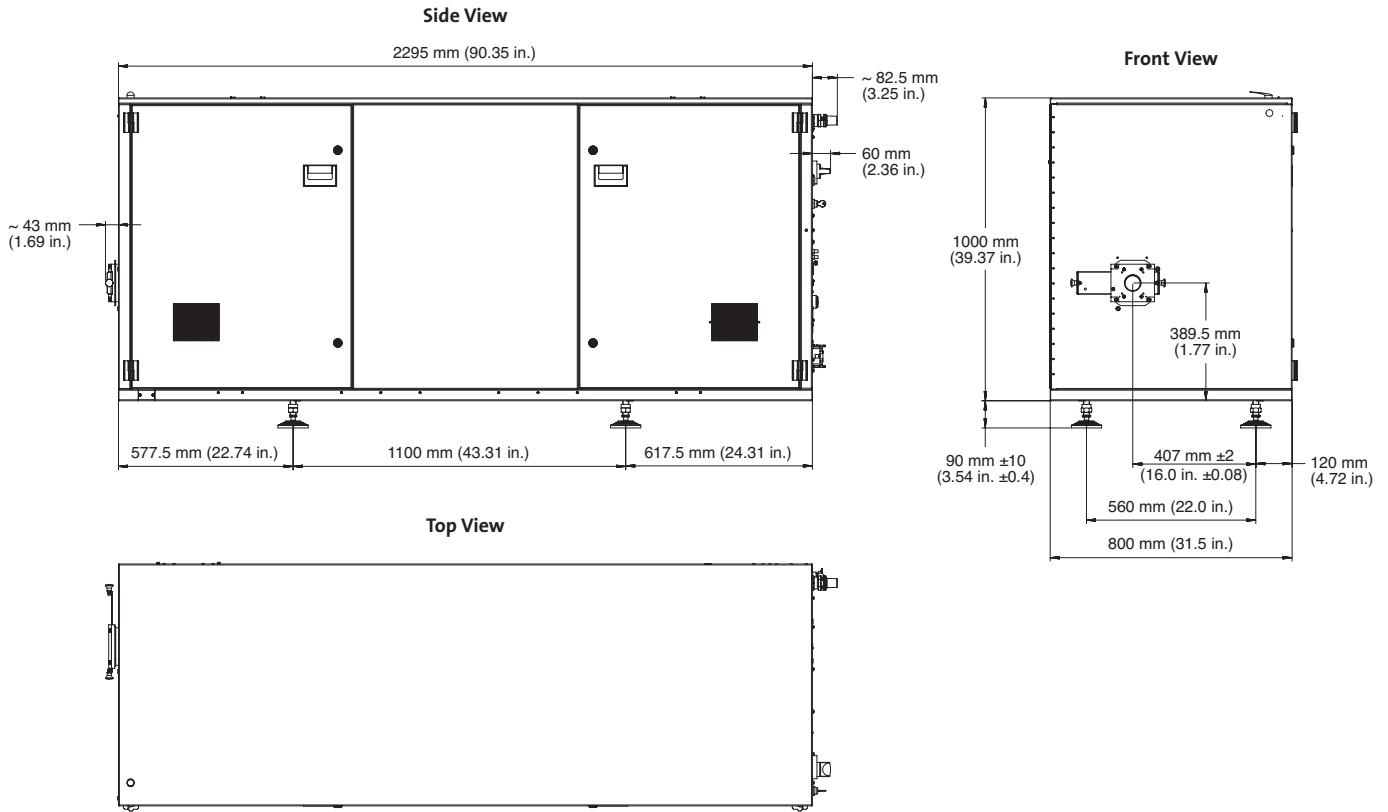 Side View
2295 mm (90.35 in.)
~ 82.5 mm
(3.25 in.)
60 mm
(2.36 in.)
~ 43 mm
(1.69 in.)
577.5 mm (22.74 in.)
1100 mm (43.31 in.)
617.5 mm (24.31 in.)
Front View
1000 mm
(39.37 in.)
389.5 mm
(1.77 in.)
90 mm ±10
(3.54 in. ±0.4)
407 mm ±2
(16.0 in. ±0.08)
120 mm
(4.72 in.)
560 mm (22.0 in.)
800 mm (31.5 in.)
Top View